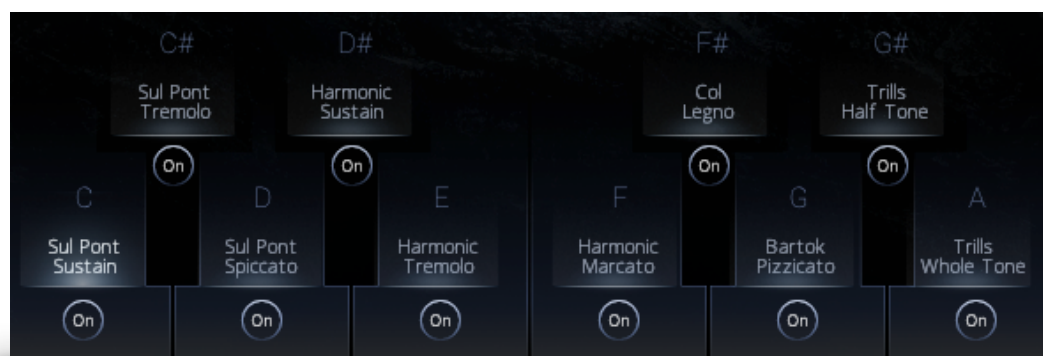 C# D# F# G#
Sul Pont Harmonic Col Trills
Tremolo Sustain Legno Half Tone
On On On On
C D E F G A
Sul Pont Sul Pont Harmonic Harmonic Bartok Trills
Sustain Spiccato Tremolo Marcato Pizzicato Whole Tone
On On On On On On